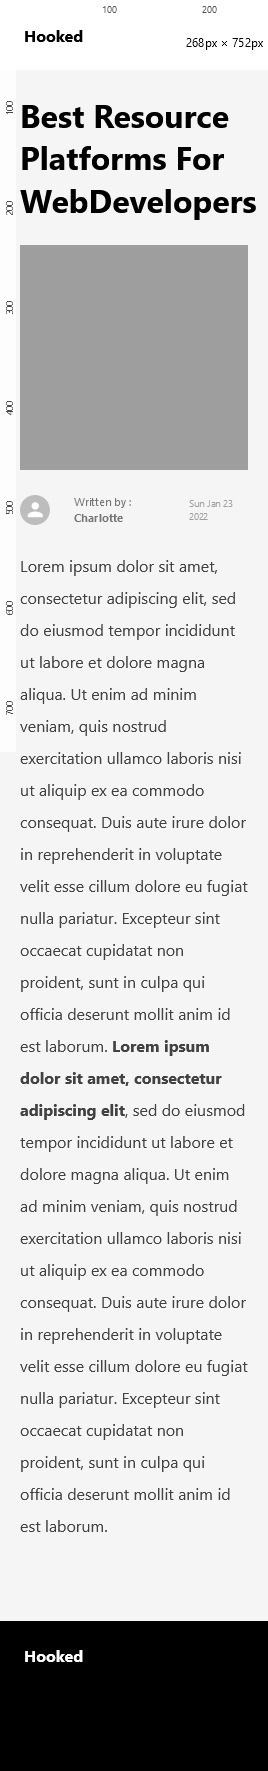 100 200
Hooked
268px × 752px
100
Best Resource
Platforms For
200
WebDevelopers
300
400
Written by :
Charlotte
Sun Jan 23
2022
500
Lorem ipsum dolor sit amet,
consectetur adipiscing elit, sed
600
do eiusmod tempor incididunt
ut labore et dolore magna
aliqua. Ut enim ad minim
700
veniam, quis nostrud
exercitation ullamco laboris nisi
ut aliquip ex ea commodo
consequat. Duis aute irure dolor
in reprehenderit in voluptate
velit esse cillum dolore eu fugiat
nulla pariatur. Excepteur sint
occaecat cupidatat non
proident, sunt in culpa qui
officia deserunt mollit anim id
est laborum. Lorem ipsum
dolor sit amet, consectetur
adipiscing elit, sed do eiusmod
tempor incididunt ut labore et
dolore magna aliqua. Ut enim
ad minim veniam, quis nostrud
exercitation ullamco laboris nisi
ut aliquip ex ea commodo
consequat. Duis aute irure dolor
in reprehenderit in voluptate
velit esse cillum dolore eu fugiat
nulla pariatur. Excepteur sint
occaecat cupidatat non
proident, sunt in culpa qui
officia deserunt mollit anim id
est laborum.
Hooked